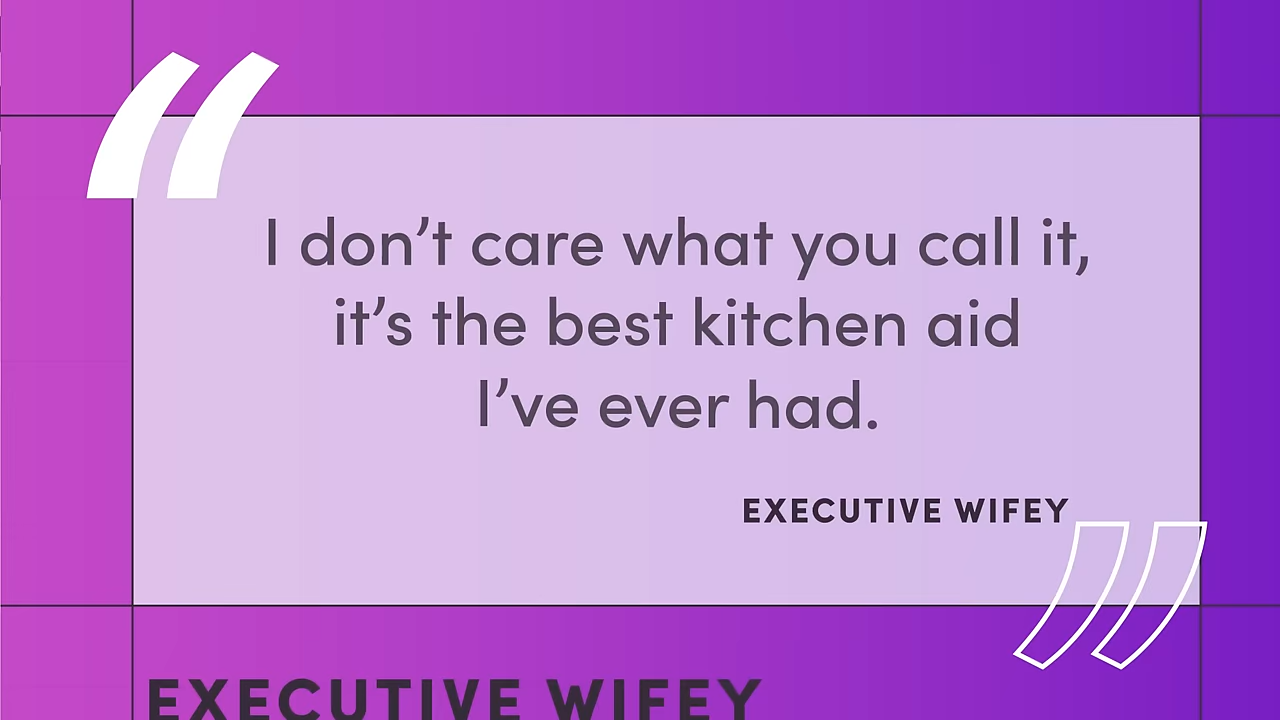 I don’t care what you call it,
it’s the best kitchen aid
I’ve ever had.
EXECUTIVE WIFEY
EXECUTIVE WIFEY